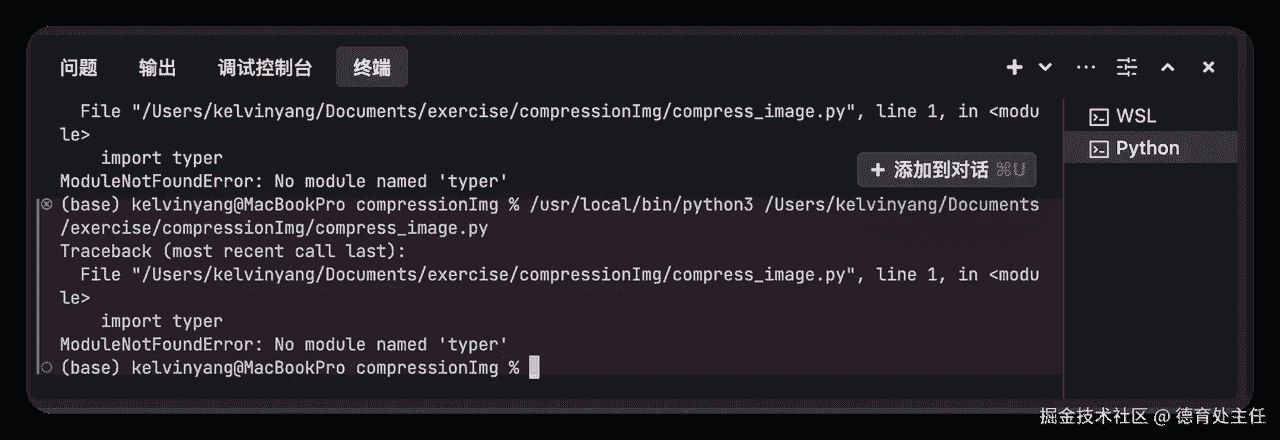 问题 输出 调试控制台 终端
File "/Users/kelvinyang/Documents/exercise/compressionImg/compress_image.py", line 1, in <modu
le>
import typer
ModuleNotFoundError: No module named 'typer'
(base) kelvinyang@MacBookPro compressionImg % /usr/local/bin/python3 /Users/kelvinyang/Documents
/exercise/compressionImg/compress_image.py
Traceback (most recent call last):
File "/Users/kelvinyang/Documents/exercise/compressionImg/compress_image.py", line 1, in <modu
le>
import typer
ModuleNotFoundError: No module named 'typer'
(base) kelvinyang@MacBookPro compressionImg %
添加到对话 ⌘U
WSL
Python
掘金技术社区 @ 德育处主任